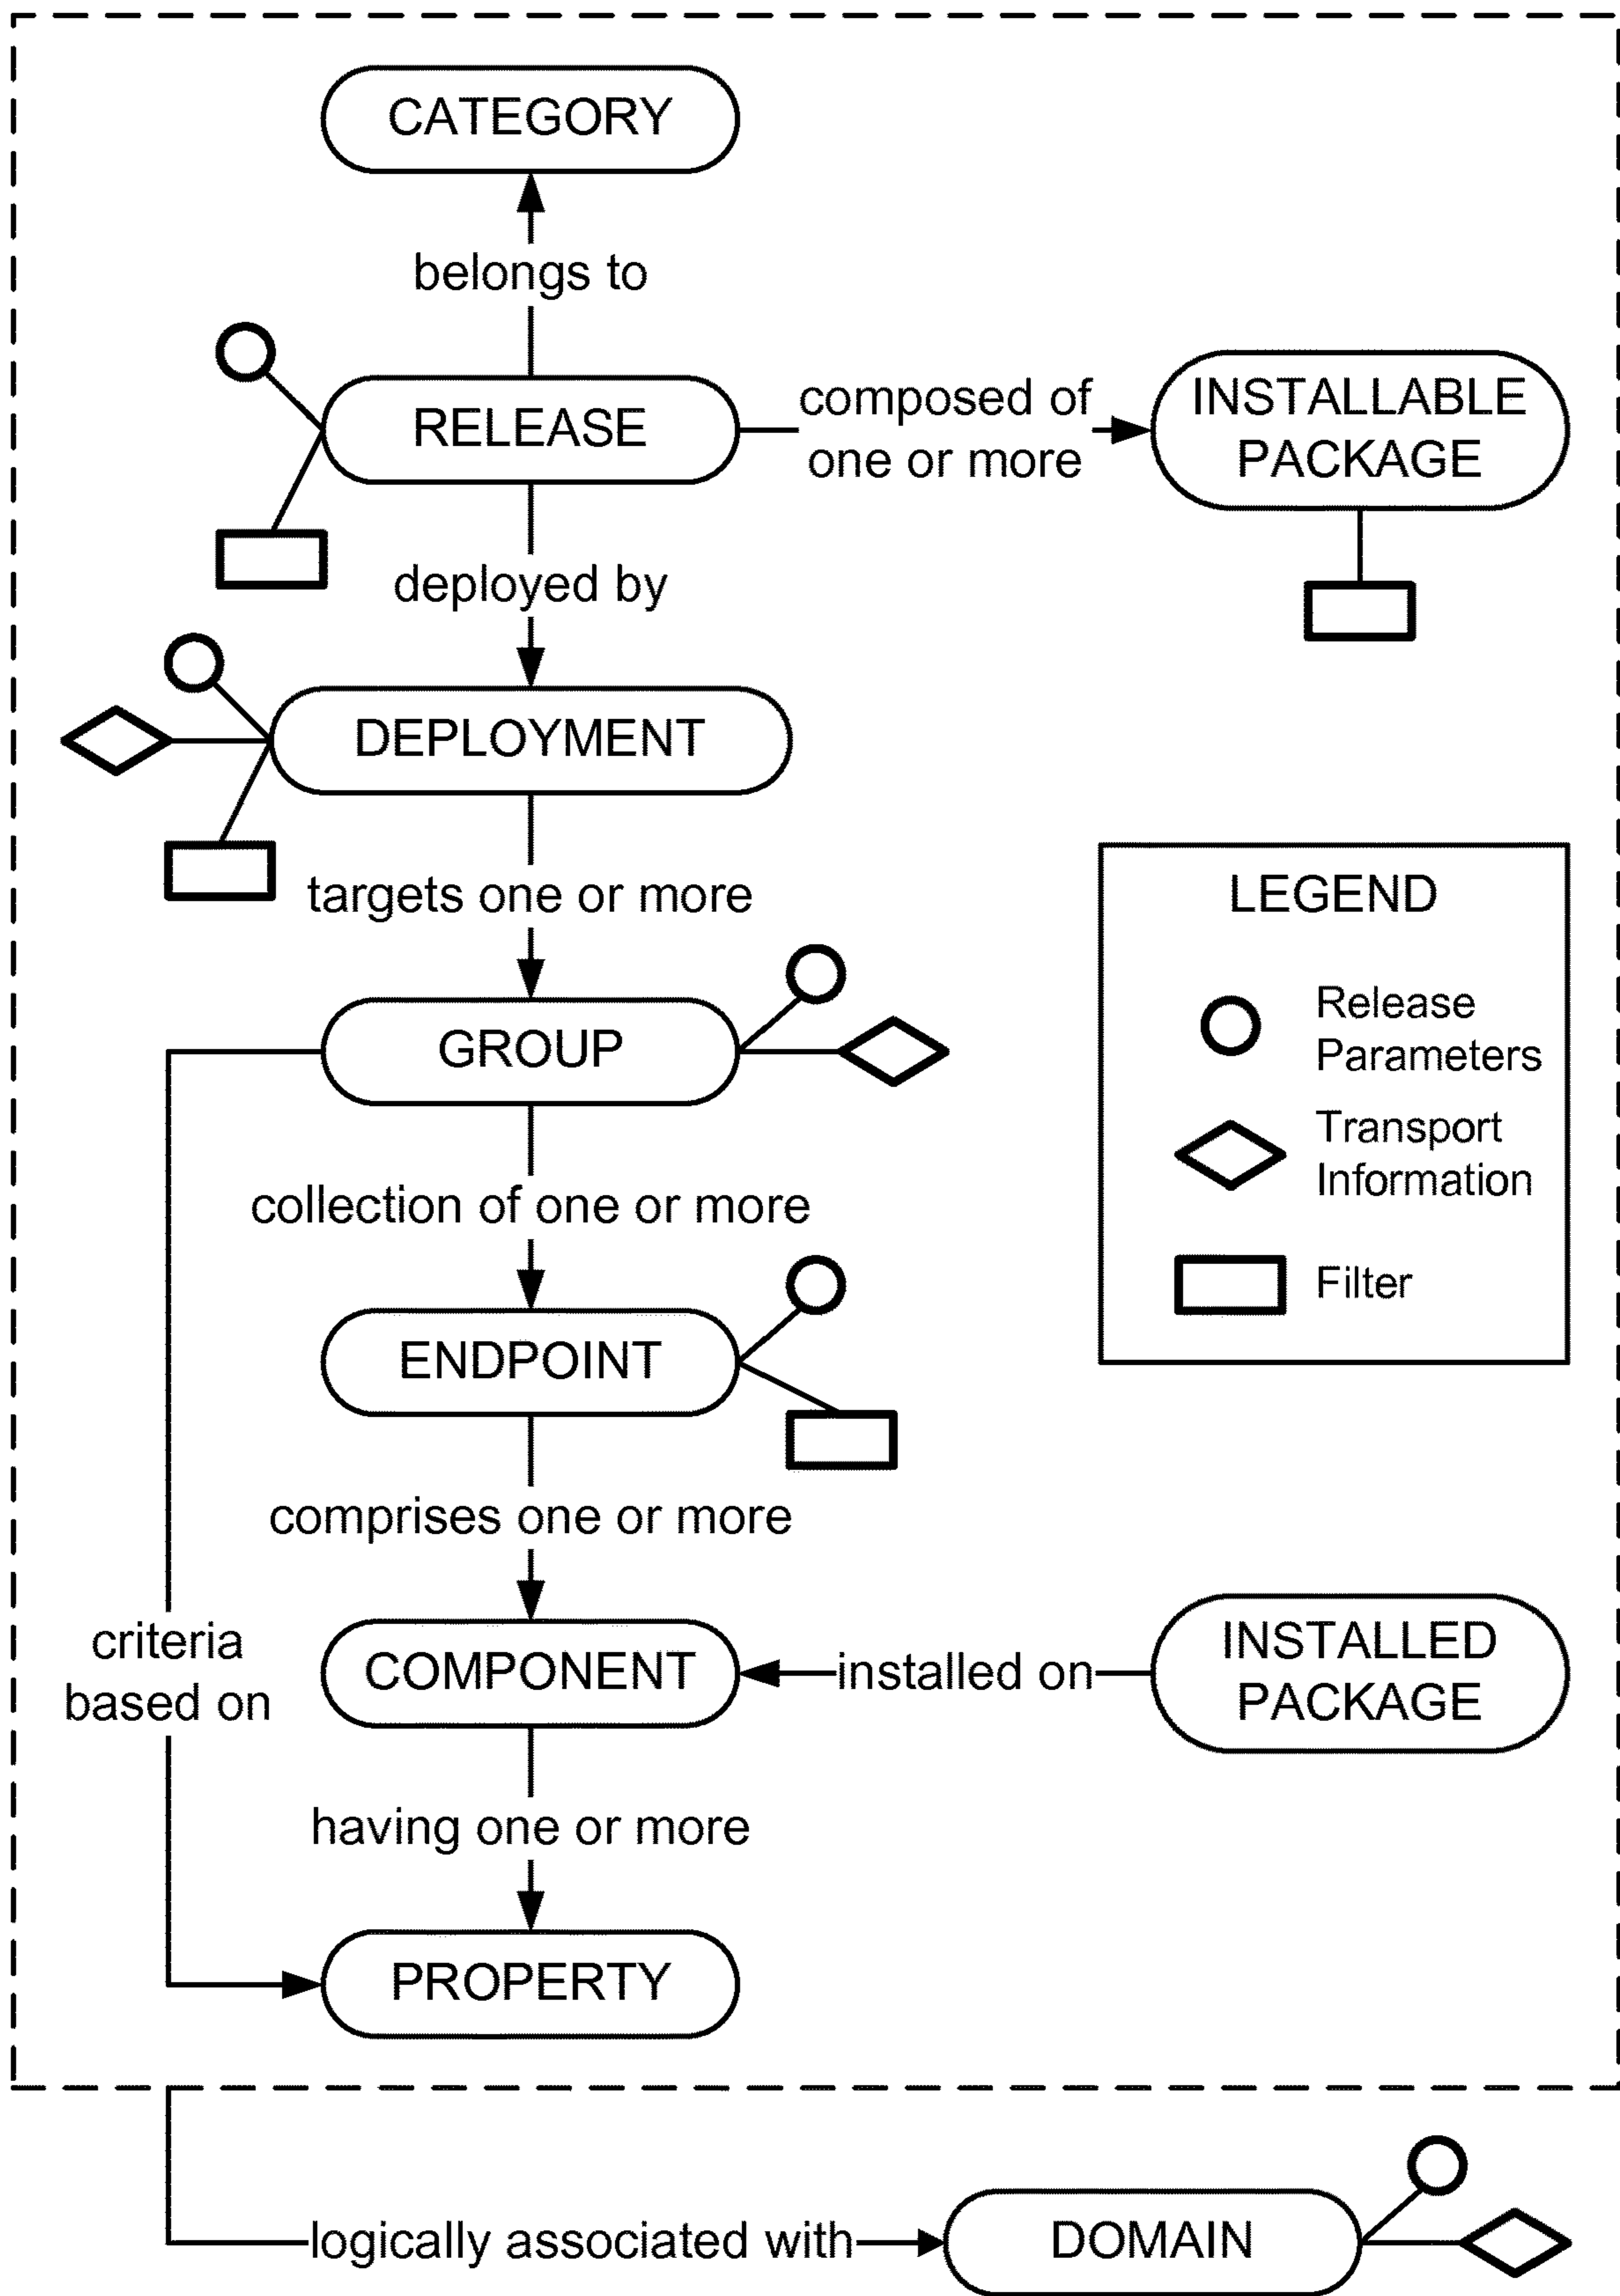 CATEGORY
belongs to
RELEASE
composed of
one or more
INSTALLABLE
PACKAGE
deployed by
DEPLOYMENT
targets one or more
LEGEND
Release
Parameters
Transport
Information
Filter
GROUP
collection of one or more
ENDPOINT
comprises one or more
criteria
based on
COMPONENT
installed on
INSTALLED
PACKAGE
having one or more
PROPERTY
logically associated with
DOMAIN